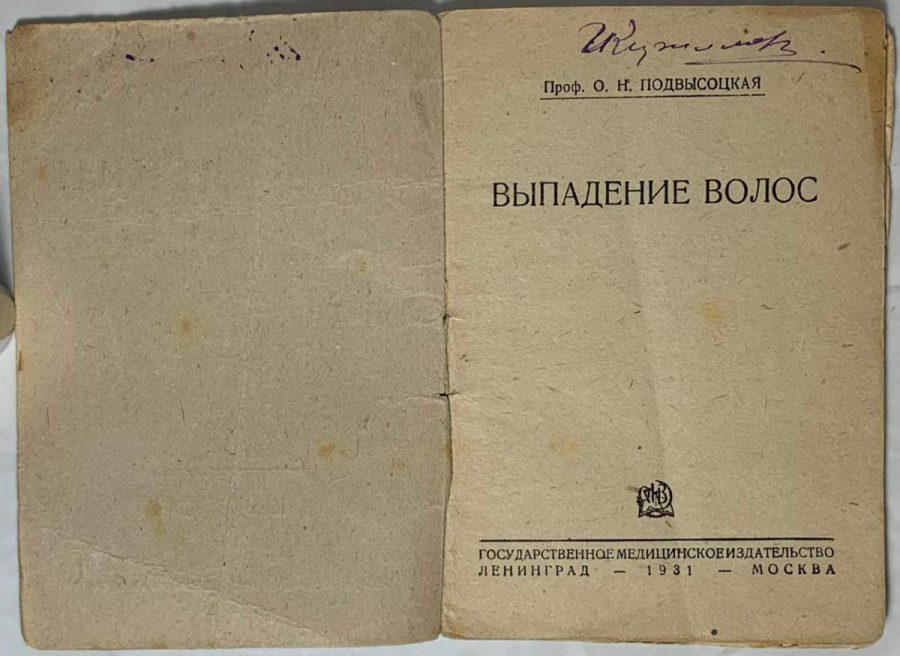 Проф. О. Н. ПОДВЫСОЦКАЯ
ВЫПАДЕНИЕ ВОЛОС
ГОСУДАРСТВЕННОЕ МЕДИЦИНСКОЕ ИЗДАТЕЛЬСТВО
ЛЕНИНГРАД — 1931 — МОСКВА